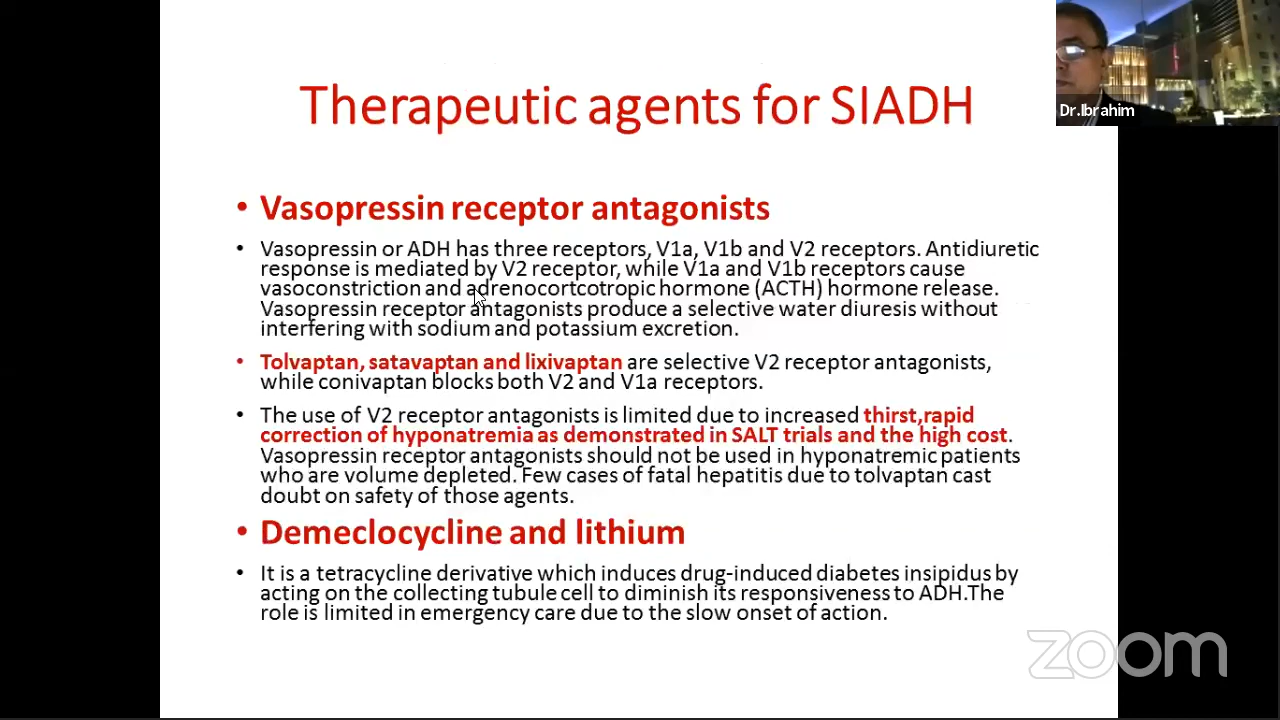 Therapeutic agents for SIADH
Dr.Ibrahim
• Vasopressin receptor antagonists
• Vasopressin or ADH has three receptors, V1a, V1b and V2 receptors. Antidiuretic
response is mediated by V2 receptor, while V1a and V1b receptors cause
vasoconstriction and adrenocortcotropic hormone (ACTH) hormone release.
Vasopressin receptor antagonists produce a selective water diuresis without
interfering with sodium and potassium excretion.
• Tolvaptan, satavaptan and lixivaptan are selective V2 receptor antagonists,
while conivaptan blocks both V2 and V1a receptors.
• The use of V2 receptor antagonists is limited due to increased thirst,rapid
correction of hyponatremia as demonstrated in SALT trials and the high cost.
Vasopressin receptor antagonists should not be used in hyponatremic patients
who are volume depleted. Few cases of fatal hepatitis due to tolvaptan cast
doubt on safety of those agents.
• Demeclocycline and lithium
• It is a tetracycline derivative which induces drug-induced diabetes insipidus by
acting on the collecting tubule cell to diminish its responsiveness to ADH.The
role is limited in emergency care due to the slow onset of action.
zoom